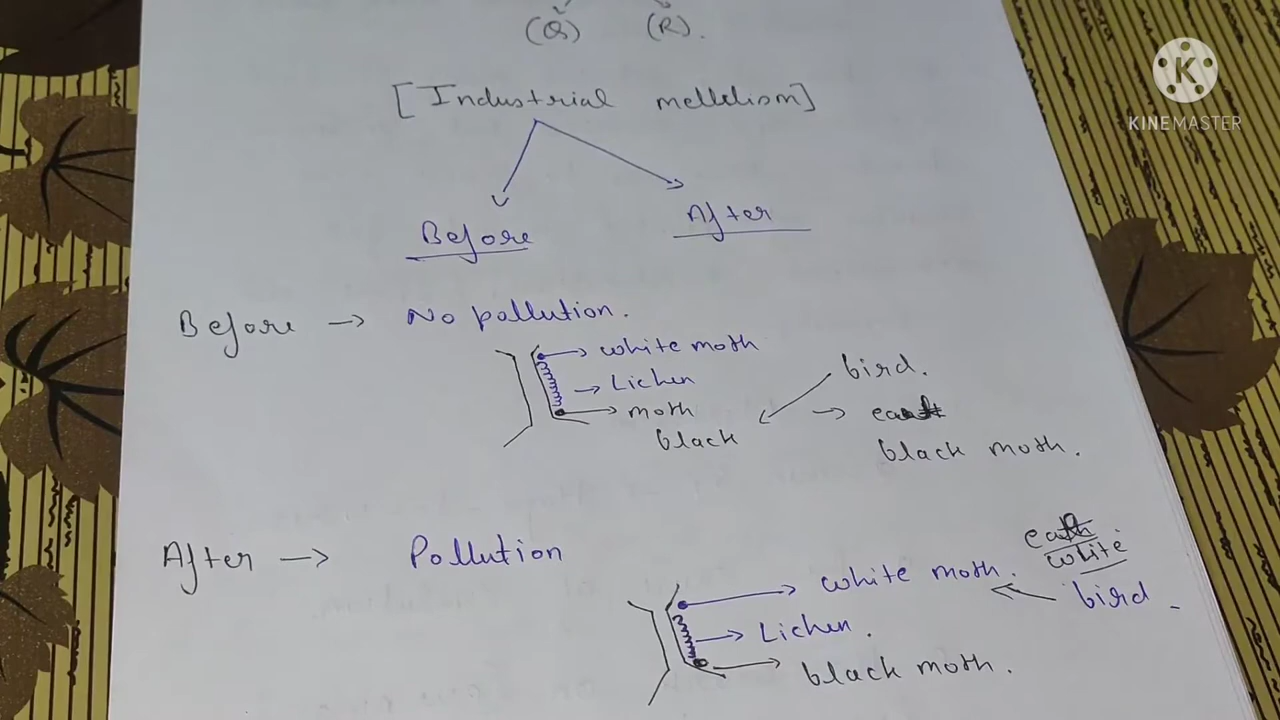 (Q) (R).
[Industrial mellelism]
KINEMASTER
Before After
Before → No pollution.
→ white moth
→ Lichen
→ moth
black
bird.
→ eat
black moth.
After → Pollution
→ white moth.
eat
white
bird
→ Lichen.
→ black moth.